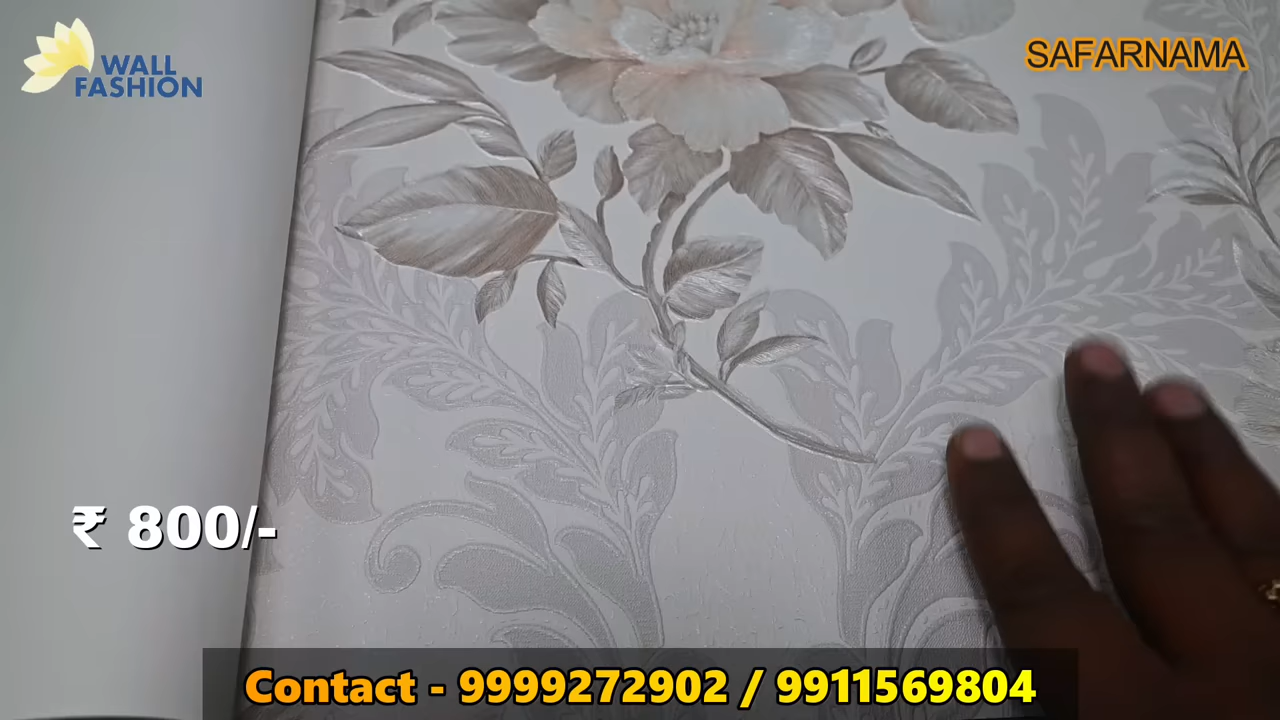 WALL
FASHION
SAFARNAMA
₹ 800/-
Contact - 9999272902 / 9911569804